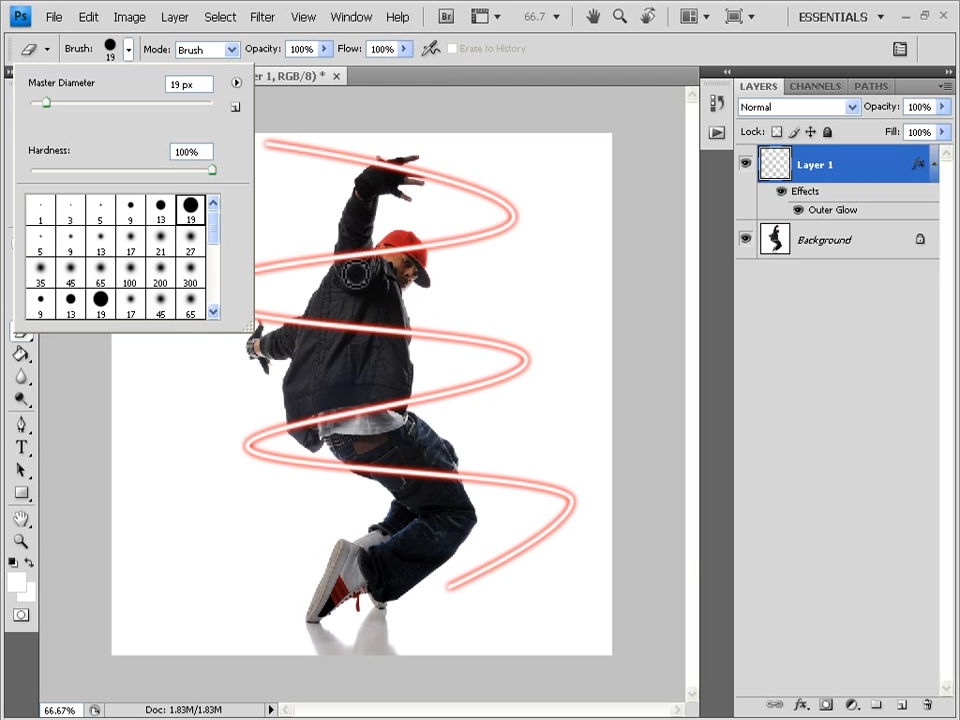 Ps File Edit Image Layer Select Filter View Window Help Br 66.7 ESSENTIALS
Brush: 19 Mode: Brush Opacity: 100% Flow: 100% Erase to History
er 1, RGB/8) *
Master Diameter 19 px
Hardness: 100%
1 3 5 9 13 19
5 9 13 17 21 27
35 45 65 100 200 300
9 13 19 17 45 65
T
LAYERS CHANNELS PATHS
Normal Opacity: 100%
Lock: Fill: 100%
Layer 1 fx
Effects
Outer Glow
Background
66.67% Doc: 1.83M/1.83M
fx.